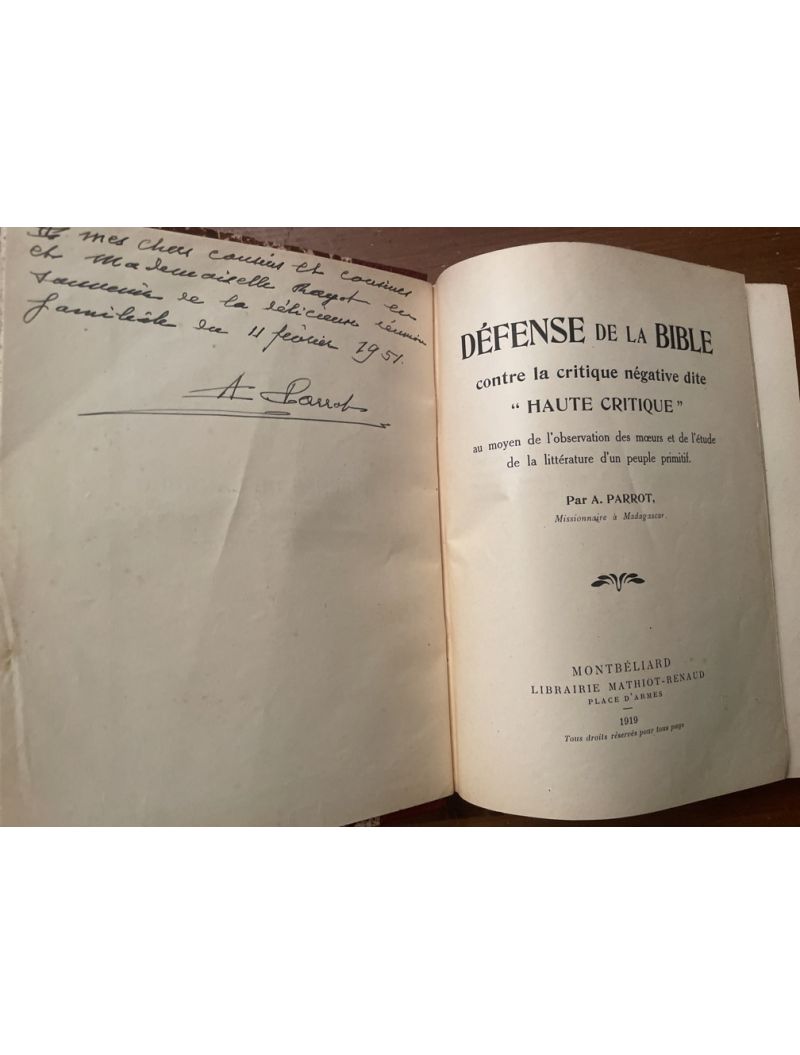 A mes chers cousins et cousines
et Mademoiselle en
souvenir de la délicieuse réunion
familiale du 11 février 1951.
A Parrot
DÉFENSE DE LA BIBLE
contre la critique négative dite
“ HAUTE CRITIQUE ”
au moyen de l'observation des mœurs et de l'étude
de la littérature d'un peuple primitif.
Par A. PARROT,
Missionnaire à Madagascar.
MONTBÉLIARD
LIBRAIRIE MATHIOT-RENAUD
PLACE D'ARMES
1919
Tous droits réservés pour tous pays